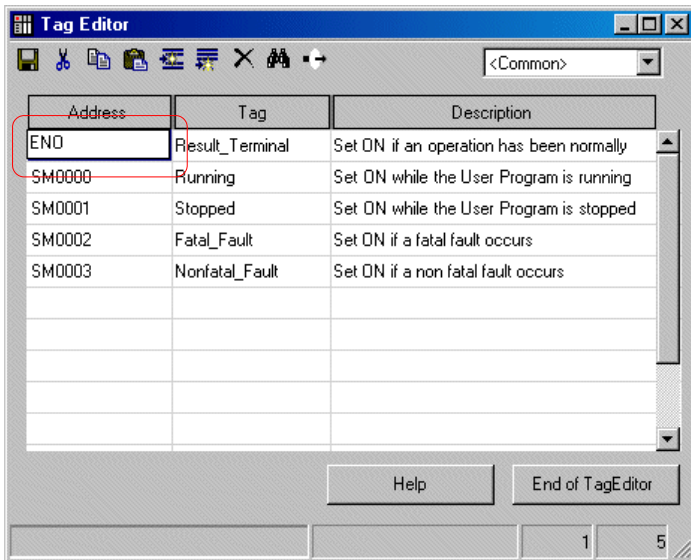 Tag Editor
<Common>
Address Tag Description
ENO Result_Terminal Set ON if an operation has been normally
SM0000 Running Set ON while the User Program is running
SM0001 Stopped Set ON while the User Program is stopped
SM0002 Fatal_Fault Set ON if a fatal fault occurs
SM0003 Nonfatal_Fault Set ON if a non fatal fault occurs
Help End of TagEditor
1 5